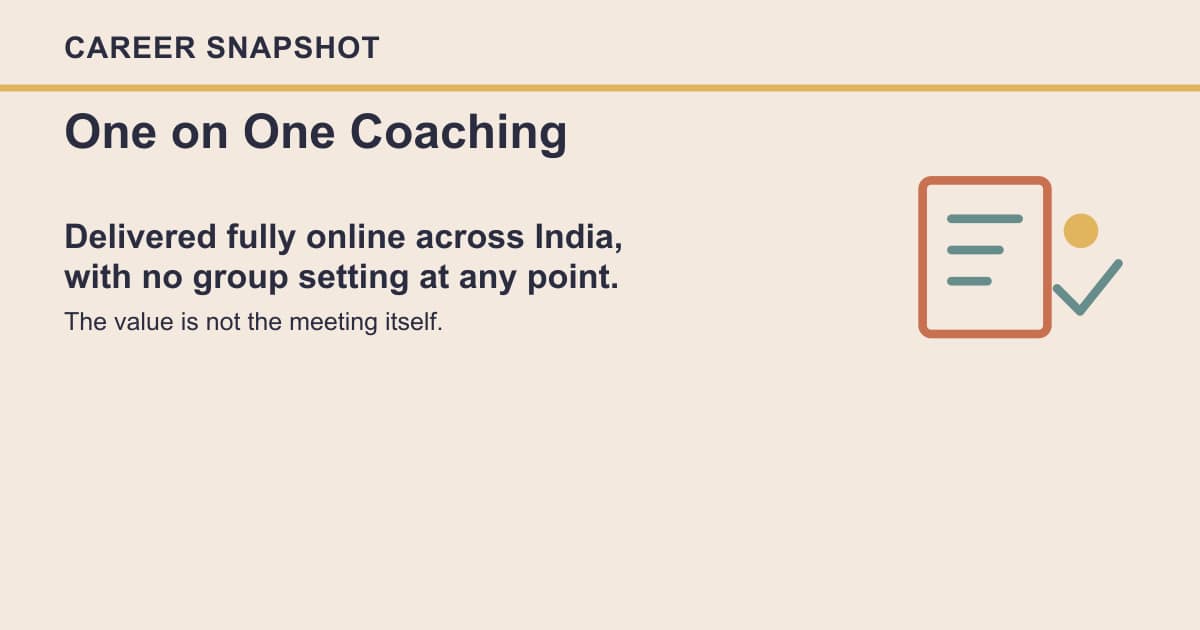 CAREER SNAPSHOT
One on One Coaching
Delivered fully online across India,
with no group setting at any point.
The value is not the meeting itself.